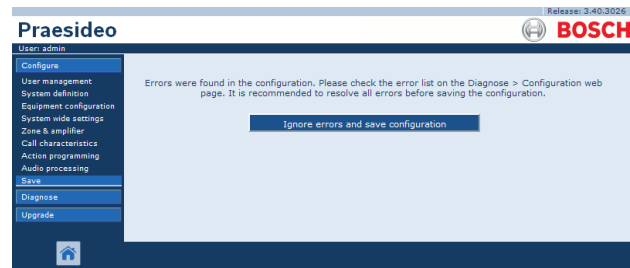 Release: 3.40.3026
Praesideo
BOSCH
User: admin
Configure
User management
System definition
Equipment configuration
System wide settings
Zone & amplifier
Call characteristics
Action programming
Audio processing
Save
Diagnose
Upgrade
Errors were found in the configuration. Please check the error list on the Diagnose > Configuration web
page. It is recommended to resolve all errors before saving the configuration.
Ignore errors and save configuration